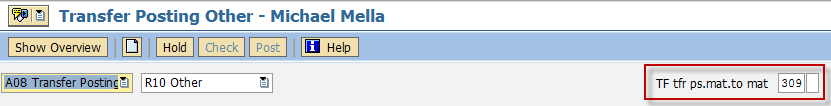 Transfer Posting Other - Michael Mella
Show Overview Hold Check Post Help
A08 Transfer Posting R10 Other TF tfr ps.mat.to mat 309